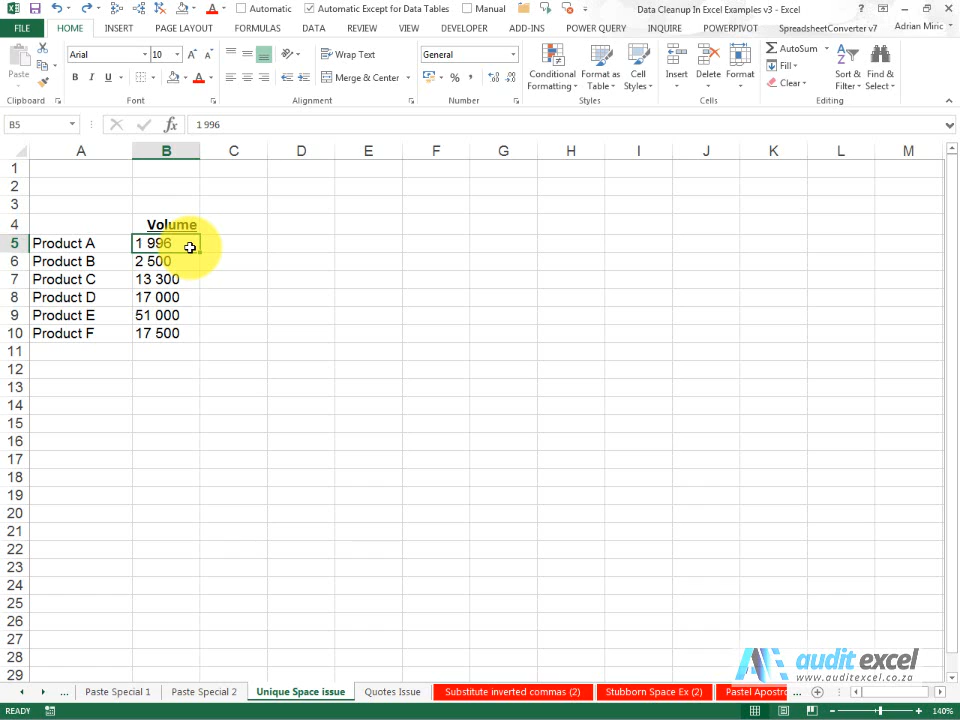 Automatic
Automatic Except for Data Tables
Manual
Data Cleanup In Excel Examples v3 - Excel
FILE HOME INSERT PAGE LAYOUT FORMULAS DATA REVIEW VIEW DEVELOPER ADD-INS POWER QUERY INQUIRE POWERPIVOT SpreadsheetConverter v7 Adrian Miric
Arial 10 Wrap Text General AutoSum
Paste Conditional Formatting Format as Table Cell Styles Insert Delete Format Fill Sort & Filter Find & Select
B I U Merge & Center % Clear
Clipboard Font Alignment Number Styles Cells Editing
B5 fx 1 996
A B C D E F G H I J K L M
1
2
3
4 Volume
5 Product A 1 996
6 Product B 2 500
7 Product C 13 300
8 Product D 17 000
9 Product E 51 000
10 Product F 17 500
11
12
13
14
15
16
17
18
19
20
21
22
23
24
25
26
27
28
29
audit excel
www.auditexcel.co.za
... Paste Special 1 Paste Special 2 Unique Space issue Quotes Issue Substitute inverted commas (2) Stubborn Space Ex (2) Pastel Apostro ...
READY 140%